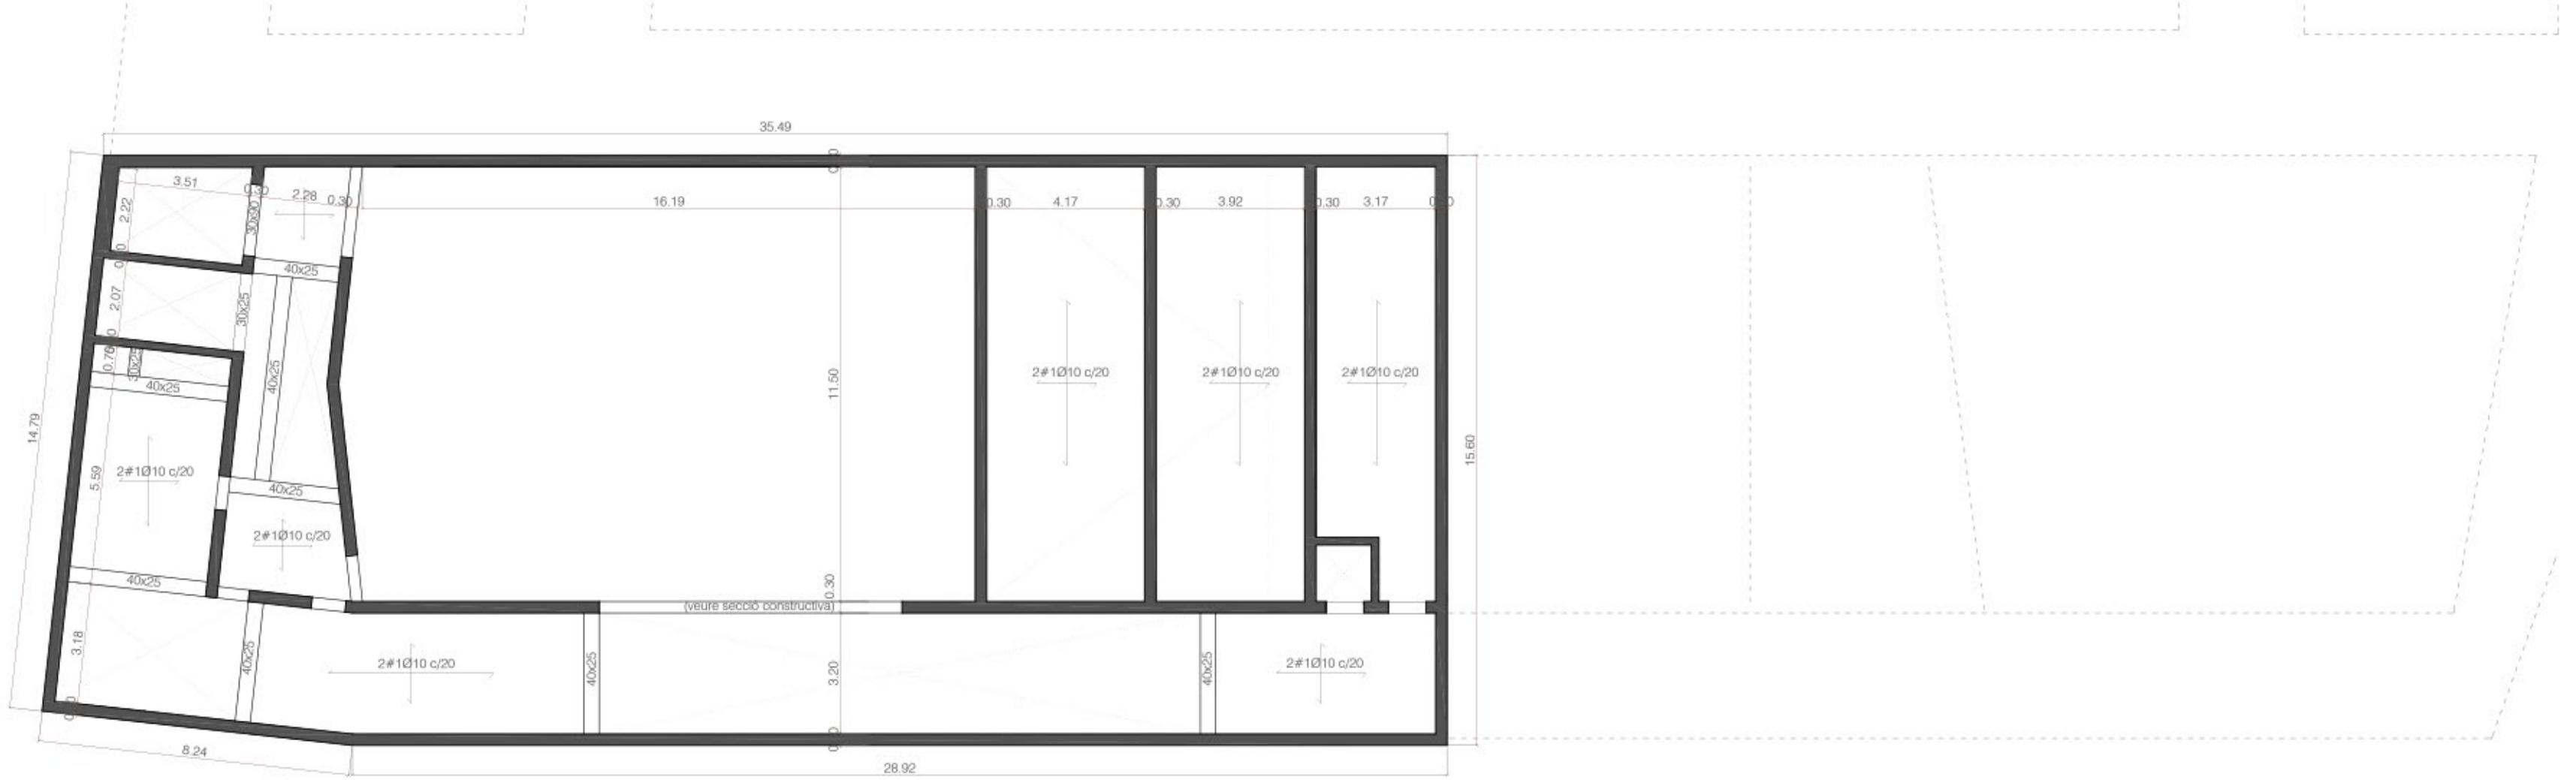 35.49
3.51
0.30
2.28
0.30
16.19
0.30
4.17
0.30
3.92
0.30
3.17
2.22
30x90
40x25
2.07
30x25
0.76
30x25
40x25
40x25
11.50
2#1Ø10 c/20
2#1Ø10 c/20
2#1Ø10 c/20
14.79
15.60
2#1Ø10 c/20
5.59
40x25
2#1Ø10 c/20
40x25
0.30
(veure secció constructiva)
3.18
40x25
2#1Ø10 c/20
40x25
3.20
40x25
2#1Ø10 c/20
8.24
28.92